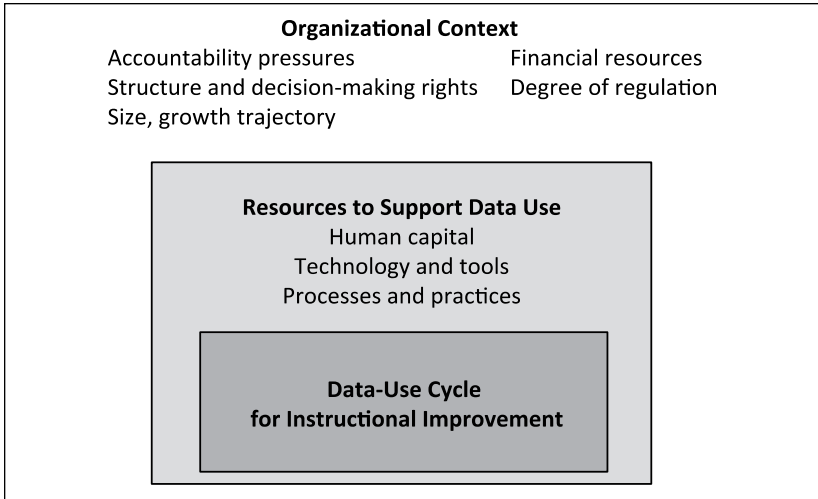 Organizational Context
Accountability pressures Financial resources
Structure and decision-making rights Degree of regulation
Size, growth trajectory
Resources to Support Data Use
Human capital
Technology and tools
Processes and practices
Data-Use Cycle
for Instructional Improvement